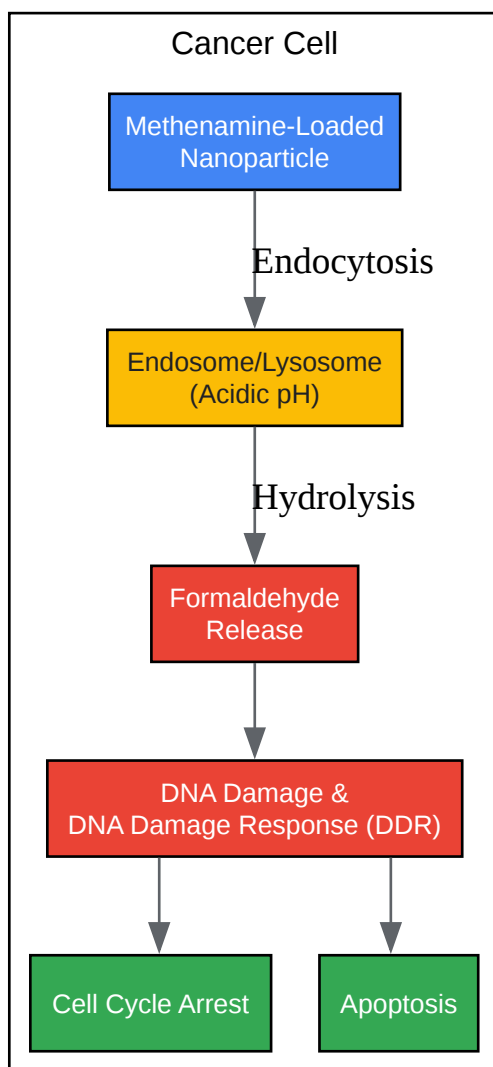 Cancer Cell
Methenamine-Loaded
Nanoparticle
Endocytosis
Endosome/Lysosome
(Acidic pH)
Hydrolysis
Formaldehyde
Release
DNA Damage &
DNA Damage Response (DDR)
Cell Cycle Arrest
Apoptosis